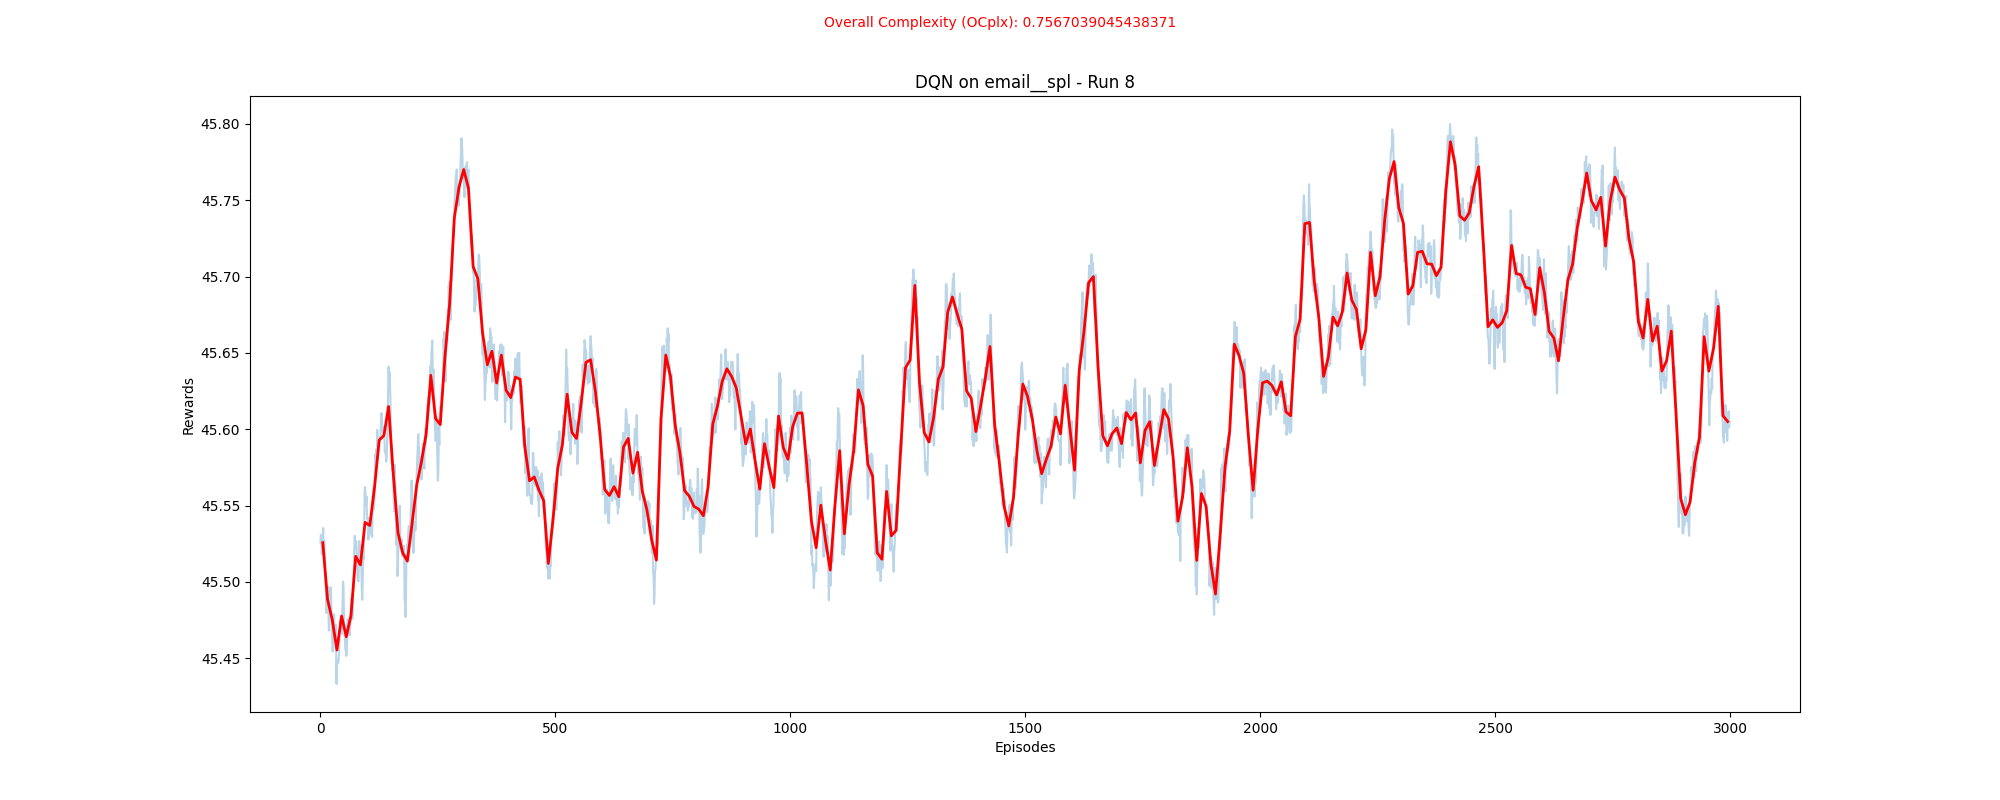 Overall Complexity (OCplx): 0.7567039045438371
DQN on email__spl - Run 8
45.80
45.75
45.70
45.65
45.60
45.55
45.50
45.45
Rewards
0 500 1000 1500 2000 2500 3000
Episodes